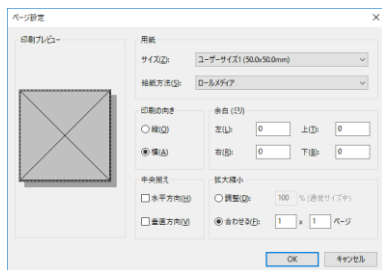 ページ設定
印刷プレビュー
用紙
サイズ(Z): ユーザーサイズ1 (50.0x50.0mm)
給紙方法(S): ロールメディア
印刷の向き
縦(O)
横(A)
余白 (ミリ)
左(L): 0 上(T): 0
右(R): 0 下(B): 0
中央揃え
水平方向(H)
垂直方向(V)
拡大縮小
調整(D): 100 % (通常サイズ中)
合わせる(F): 1 x 1 ページ
OK キャンセル